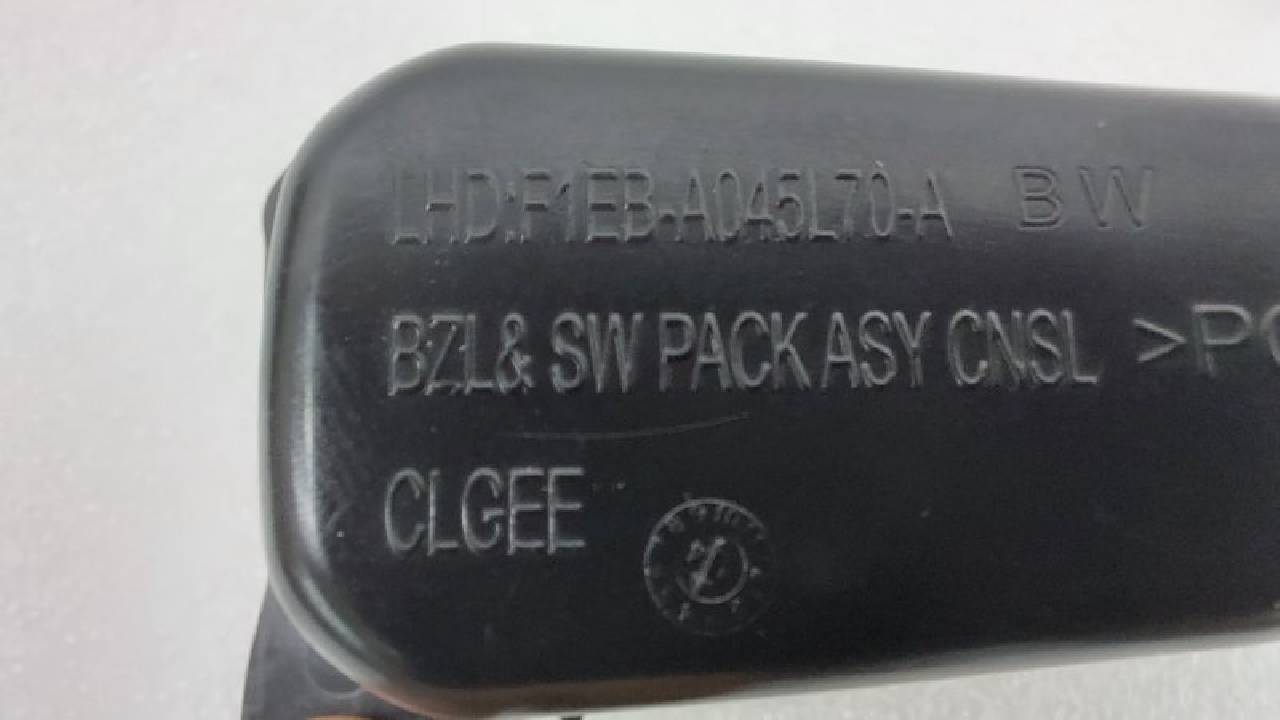 LHD:F1EB-A045L70-A BW
BZL& SW PACK ASY CNSL
CLGEE